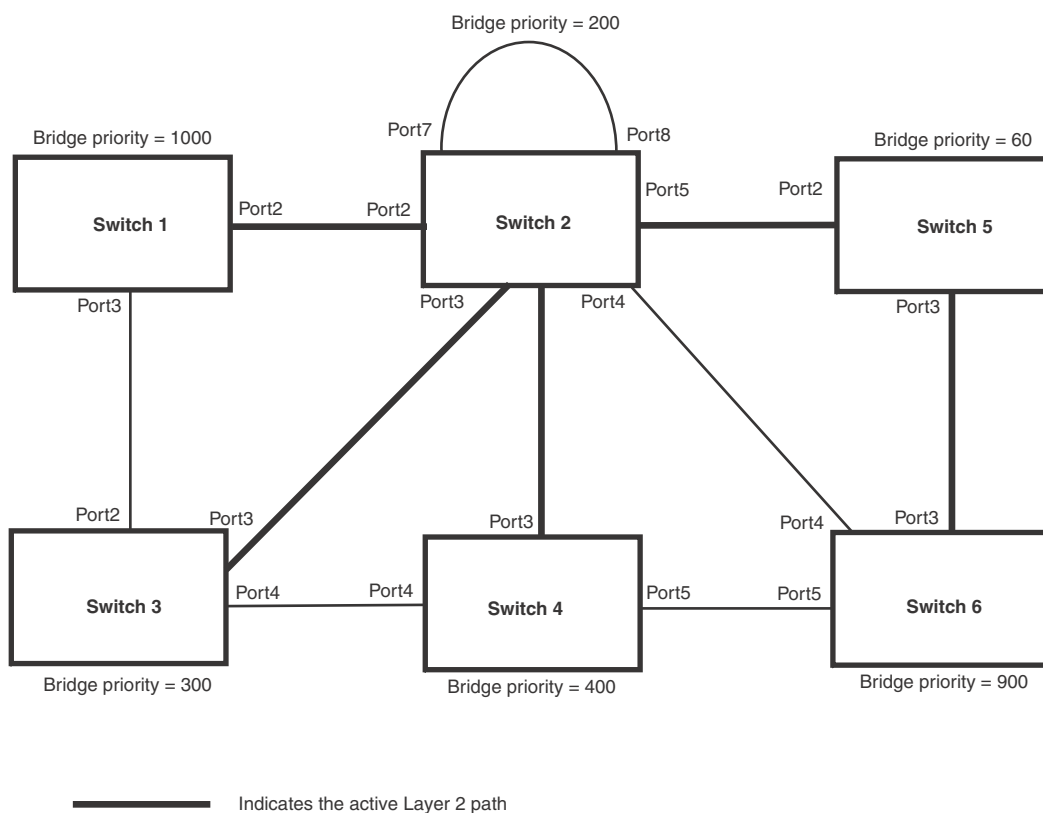 Bridge priority = 200
Port7
Port8
Bridge priority = 1000
Bridge priority = 60
Switch 1
Port2
Port2
Switch 2
Port5
Port2
Switch 5
Port3
Port3
Port4
Port3
Port2
Port3
Port3
Port4
Port3
Switch 3
Port4
Port4
Switch 4
Port5
Port5
Switch 6
Bridge priority = 300
Bridge priority = 400
Bridge priority = 900
Indicates the active Layer 2 path